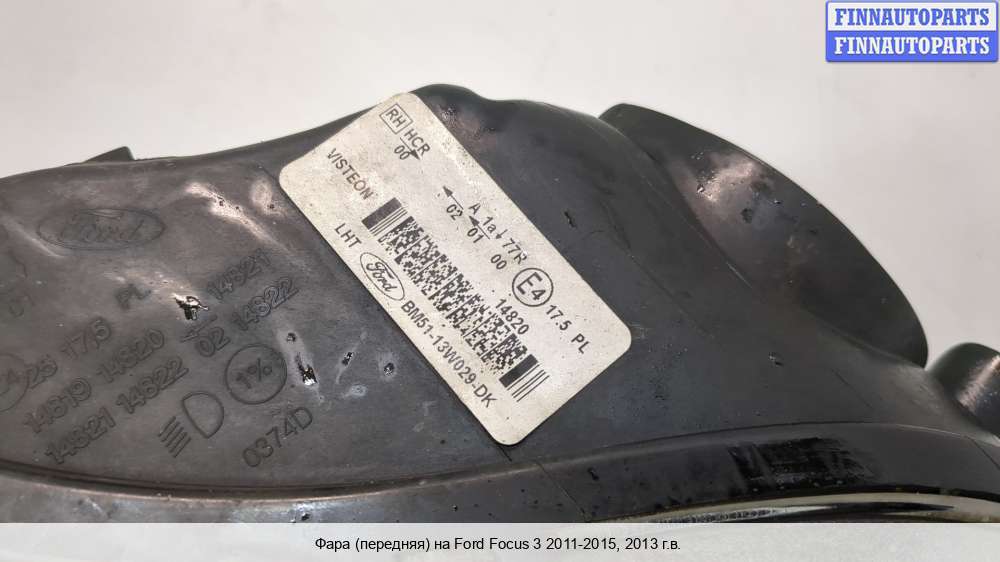 FINNAUTOPARTS
FINNAUTOPARTS
RH HCR
00
VISTEON
A 1a 77R
02 01 00
LHT
E4 17.5 PL
14820
Ford
BM51-13W029-DK
Ford
PL
25 17.5
14819 14820 14821
14821 14822 02 14822
1%
0374D
Фара (передняя) на Ford Focus 3 2011-2015, 2013 г.в.